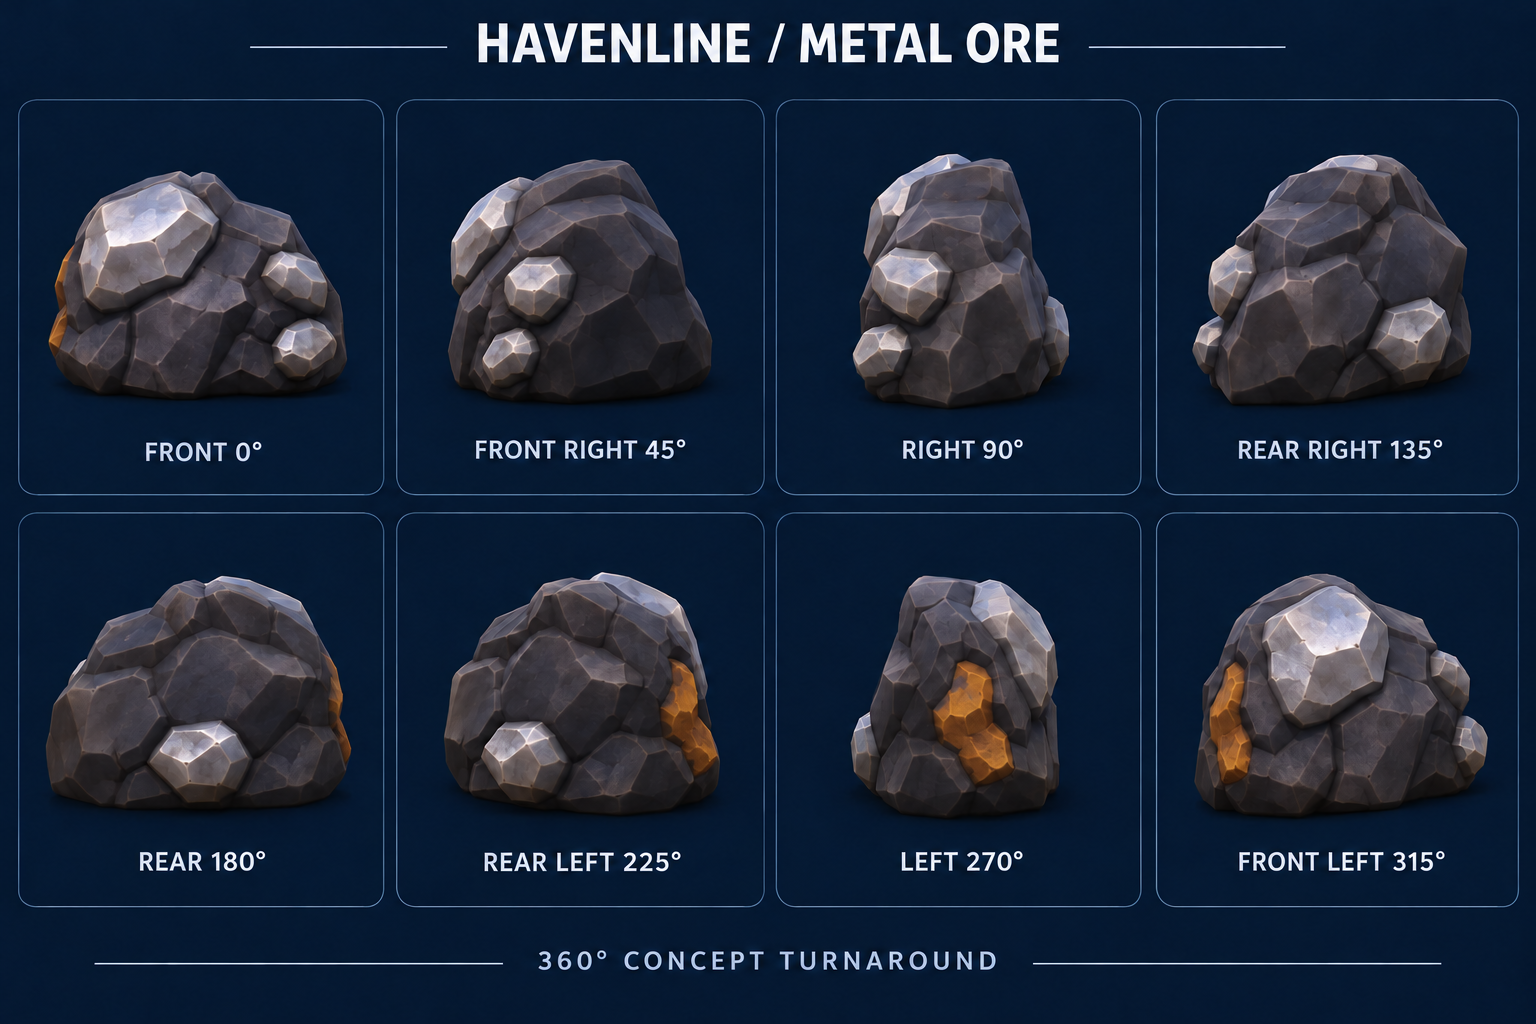 HAVENLINE / METAL ORE
FRONT 0°
FRONT RIGHT 45°
RIGHT 90°
REAR RIGHT 135°
REAR 180°
REAR LEFT 225°
LEFT 270°
FRONT LEFT 315°
360° CONCEPT TURNAROUND